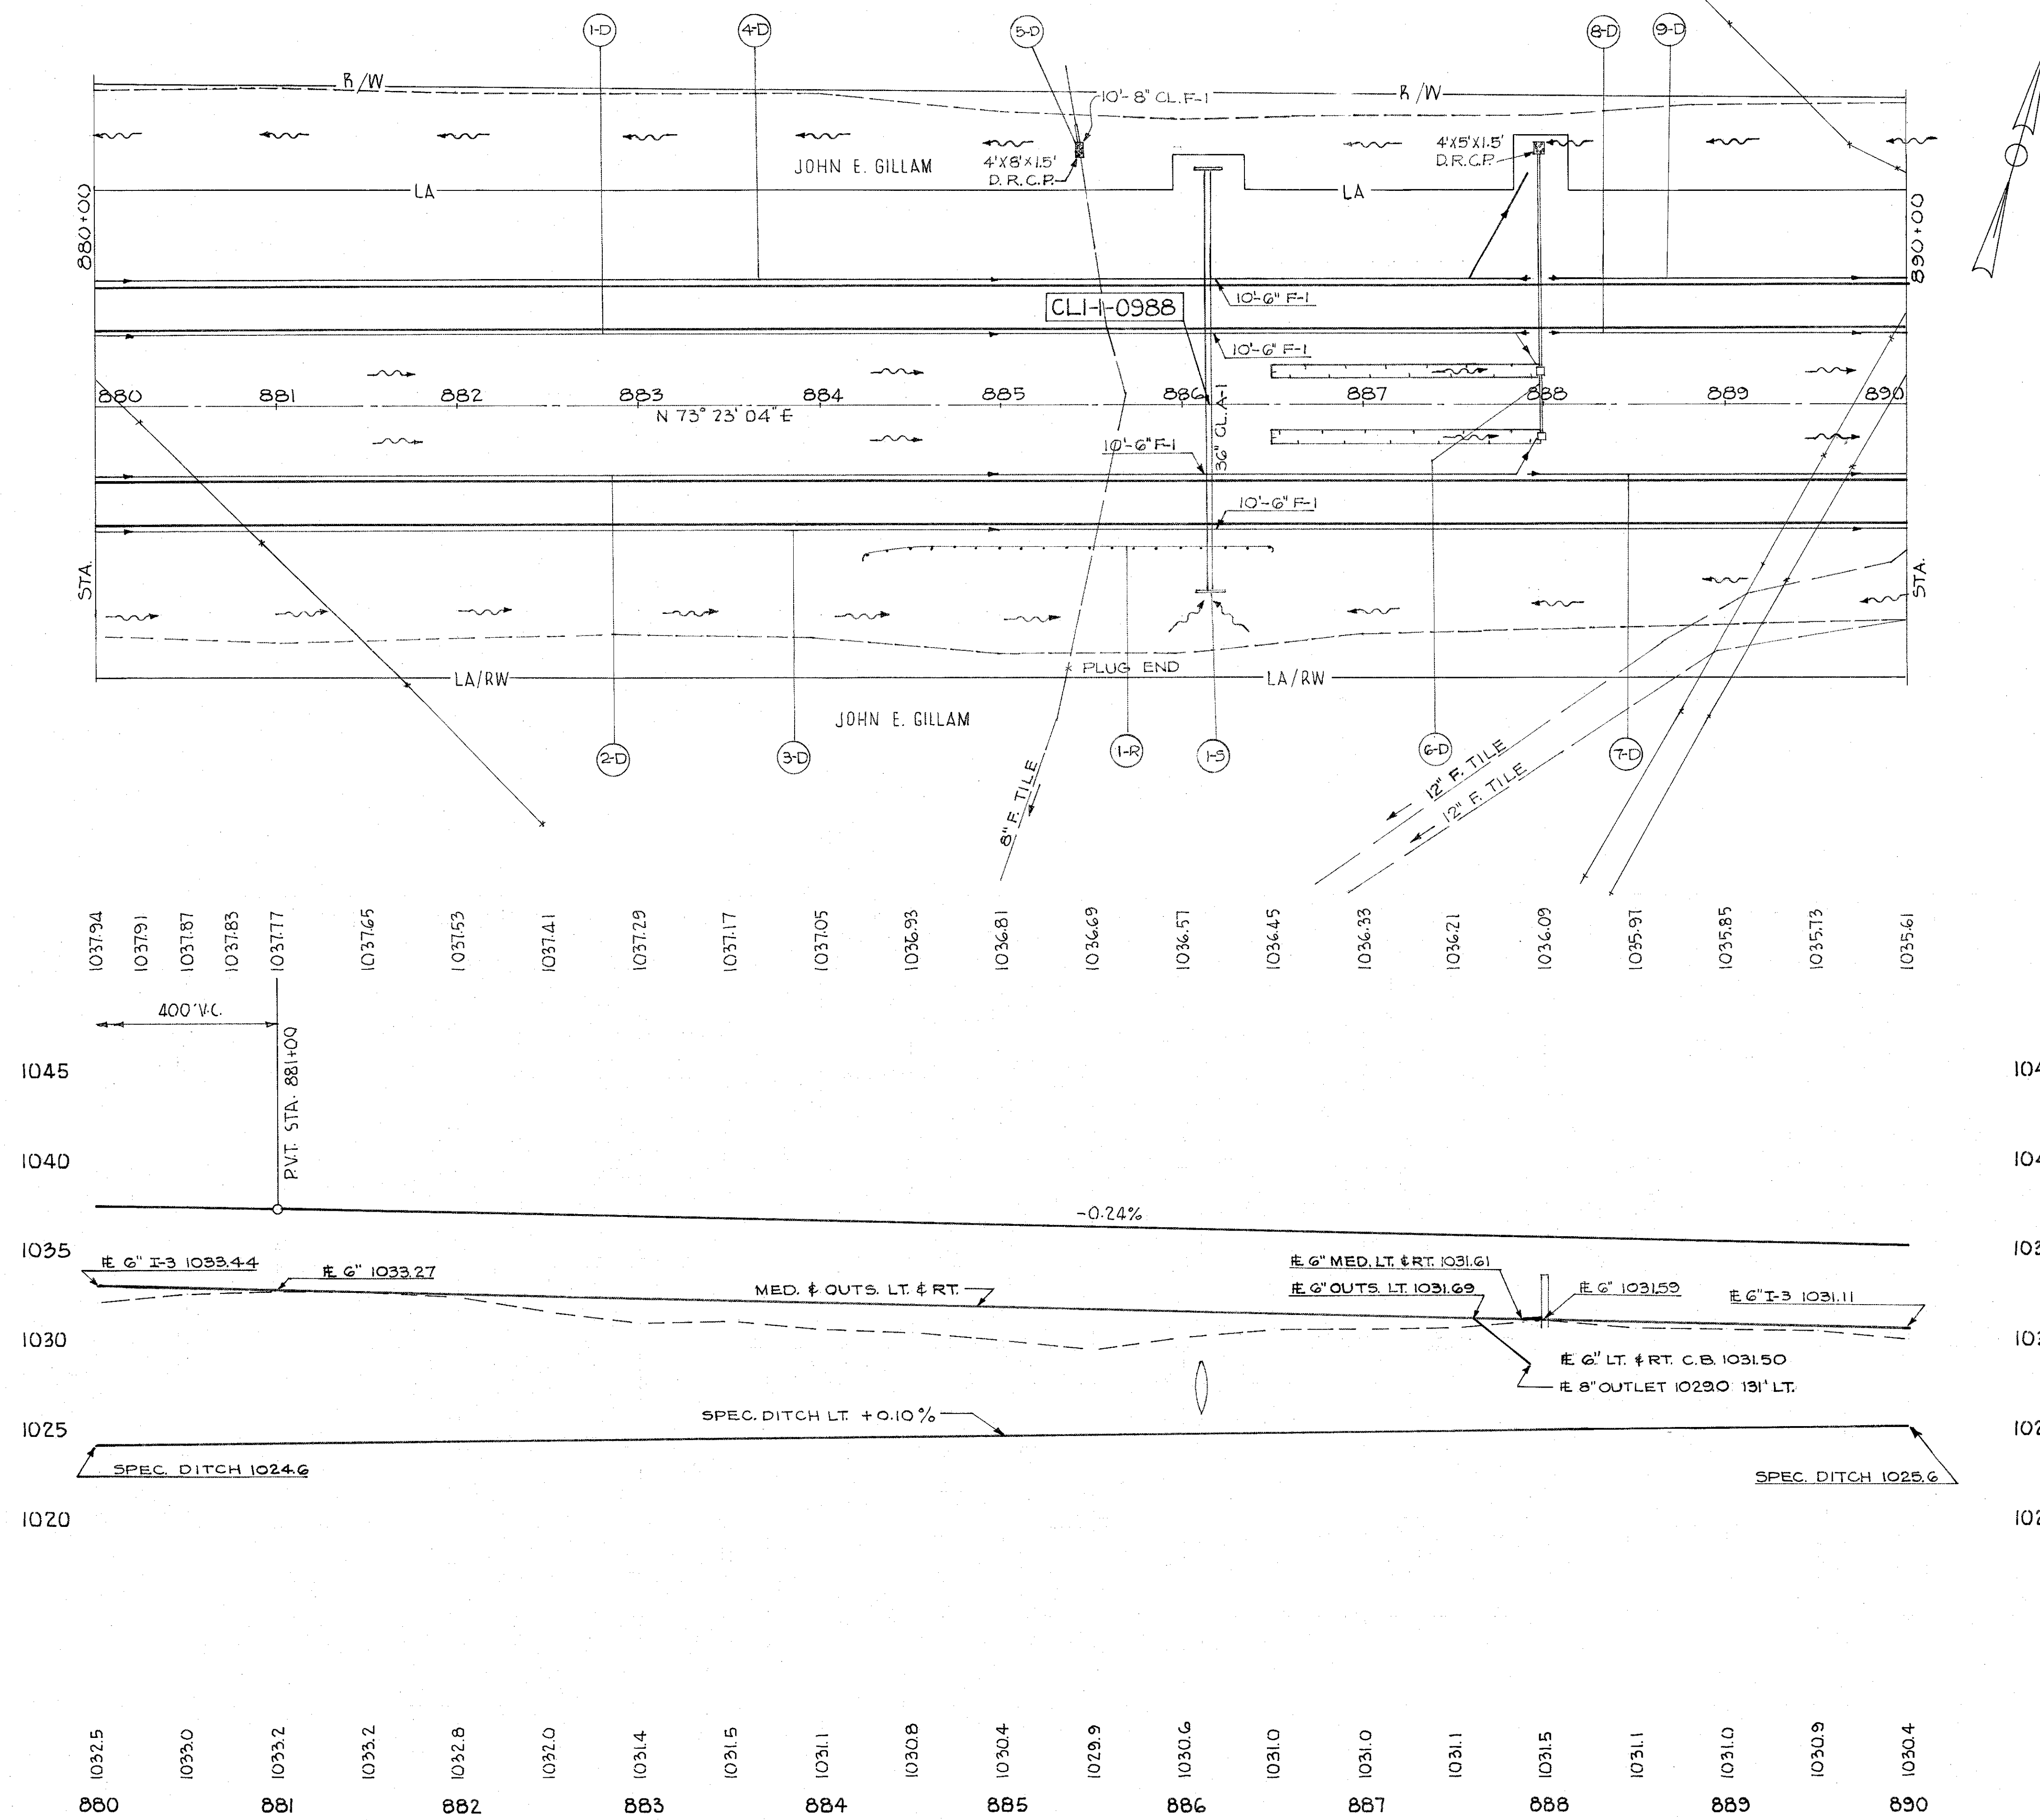 1-D 4-D 5-D 8-D 9-D
R/W R/W
10'-8" CL.F-1
JOHN E. GILLAM
4'X8'X1.5'
D.R.C.P.
4'X5'X1.5'
D.R.C.P.
LA LA
STA. 880+00
STA. 890+00
10'-6" F-1
CLI-1-0988
10'-6" F-1
880 881 882 883 884 885 886 887 888 889 890
N 73° 23' 04" E
36" CL.A-1
10'-6" F-1
10'-6" F-1
* PLUG END
LA/RW LA/RW
JOHN E. GILLAM
2-D 3-D 1-R 1-S 6-D 7-D
8" F. TILE
12" F. TILE
12" F. TILE
1037.94 1037.91 1037.87 1037.83 1037.77 1037.65 1037.53 1037.41 1037.29 1037.17 1037.05 1036.93 1036.81 1036.69 1036.57 1036.45 1036.33 1036.21 1036.09 1035.97 1035.85 1035.73 1035.61
400' V.C.
P.V.T. STA. 881+00
1045
1040
-0.24%
1035
FE 6" I-3 1033.44
FE 6" 1033.27
MED. & OUTS. LT. & RT.
FE 6" MED. LT. & RT. 1031.61
FE 6" OUTS. LT. 1031.69
FE 6" 1031.59
FE 6" I-3 1031.11
1030
FE 6" LT. & RT. C.B. 1031.50
FE 8" OUTLET 1029.0 131' LT.
SPEC. DITCH LT. +0.10%
1025
SPEC. DITCH 1024.6
SPEC. DITCH 1025.6
1020
1032.5 1033.0 1033.2 1033.2 1032.8 1032.0 1031.4 1031.5 1031.1 1030.8 1030.4 1029.9 1030.6 1031.0 1031.0 1031.1 1031.5 1031.1 1031.0 1030.9 1030.4
880 881 882 883 884 885 886 887 888 889 890